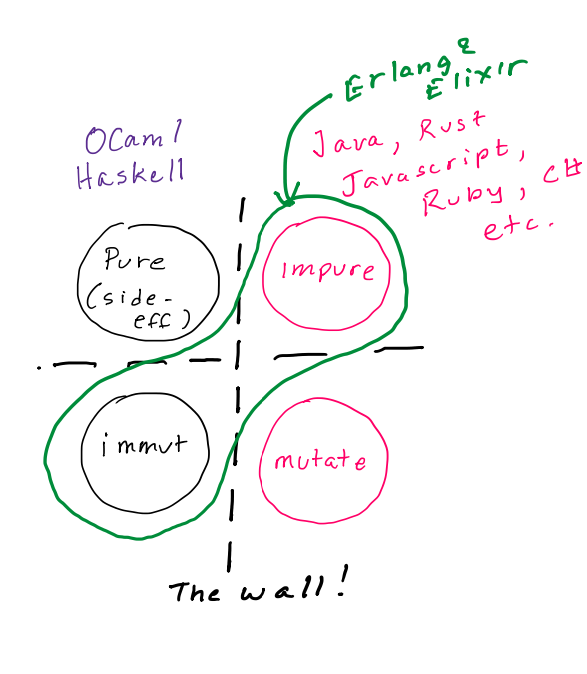 Erlang &
Elixir
OCaml
Haskell
Java, Rust
Javascript,
Ruby, C#
etc.
Pure
(side-
eff)
impure
immut
mutate
The wall!